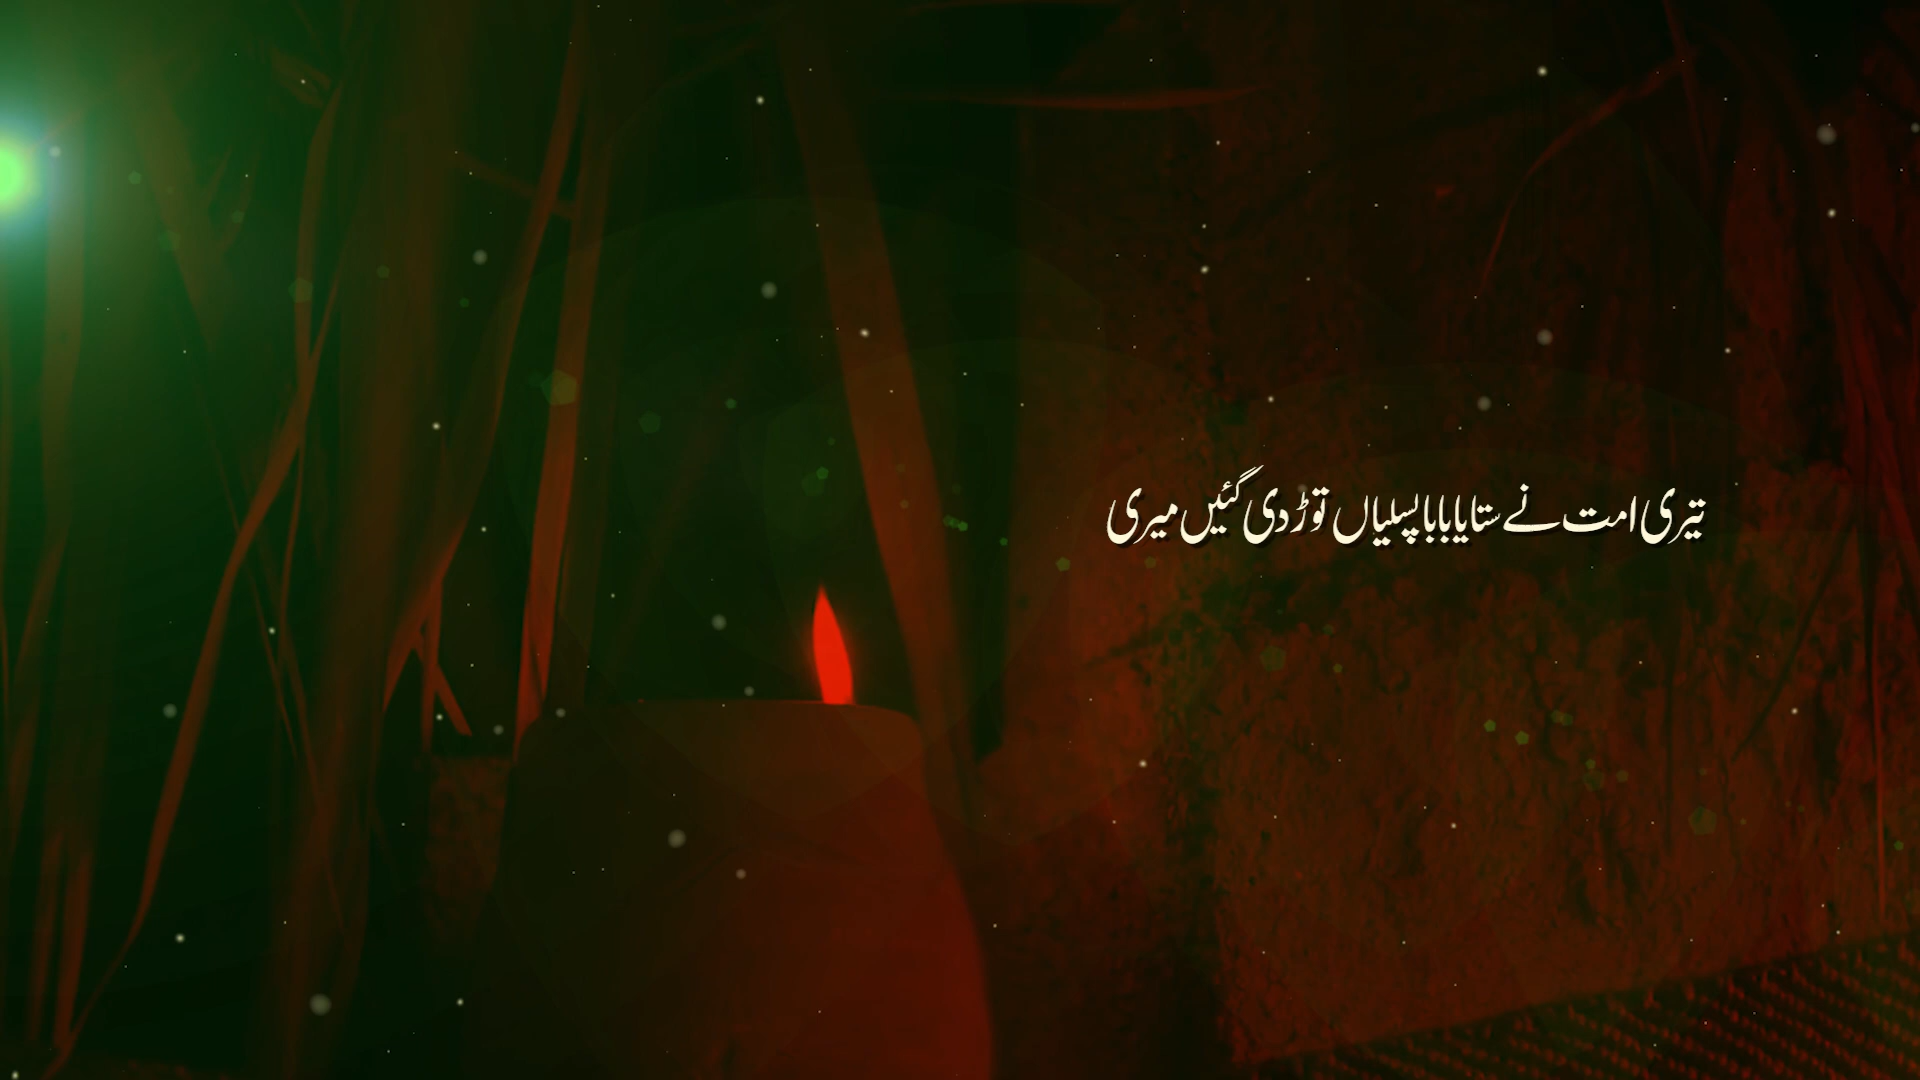 تیری امت نے ستایا بابا پسلیاں توڑ دی گئیں میری